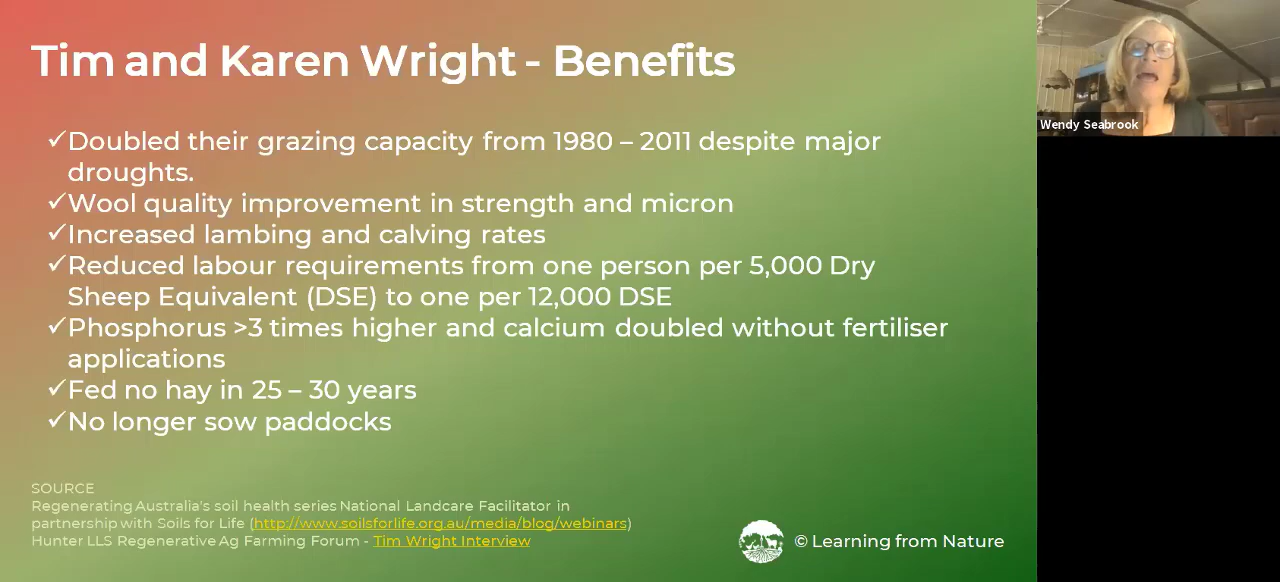 Tim and Karen Wright - Benefits
✓Doubled their grazing capacity from 1980 – 2011 despite major
droughts.
✓Wool quality improvement in strength and micron
✓Increased lambing and calving rates
✓Reduced labour requirements from one person per 5,000 Dry
Sheep Equivalent (DSE) to one per 12,000 DSE
✓Phosphorus >3 times higher and calcium doubled without fertiliser
applications
✓Fed no hay in 25 – 30 years
✓No longer sow paddocks
SOURCE
Regenerating Australia's soil health series National Landcare Facilitator in
partnership with Soils for Life (http://www.soilsforlife.org.au/media/blog/webinars)
Hunter LLS Regenerative Ag Farming Forum - Tim Wright Interview
© Learning from Nature
Wendy Seabrook